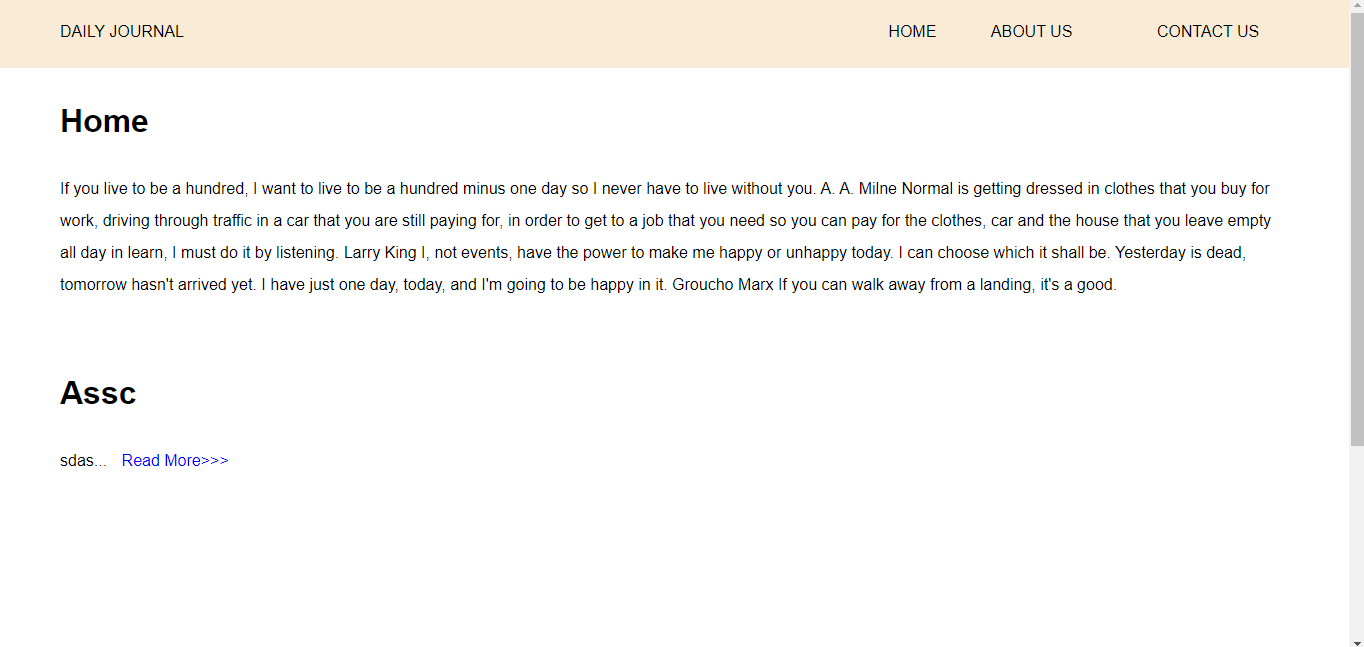 DAILY JOURNAL HOME ABOUT US CONTACT US
Home
If you live to be a hundred, I want to live to be a hundred minus one day so I never have to live without you. A. A. Milne Normal is getting dressed in clothes that you buy for
work, driving through traffic in a car that you are still paying for, in order to get to a job that you need so you can pay for the clothes, car and the house that you leave empty
all day in learn, I must do it by listening. Larry King I, not events, have the power to make me happy or unhappy today. I can choose which it shall be. Yesterday is dead,
tomorrow hasn't arrived yet. I have just one day, today, and I'm going to be happy in it. Groucho Marx If you can walk away from a landing, it's a good.
Assc
sdas... Read More>>>